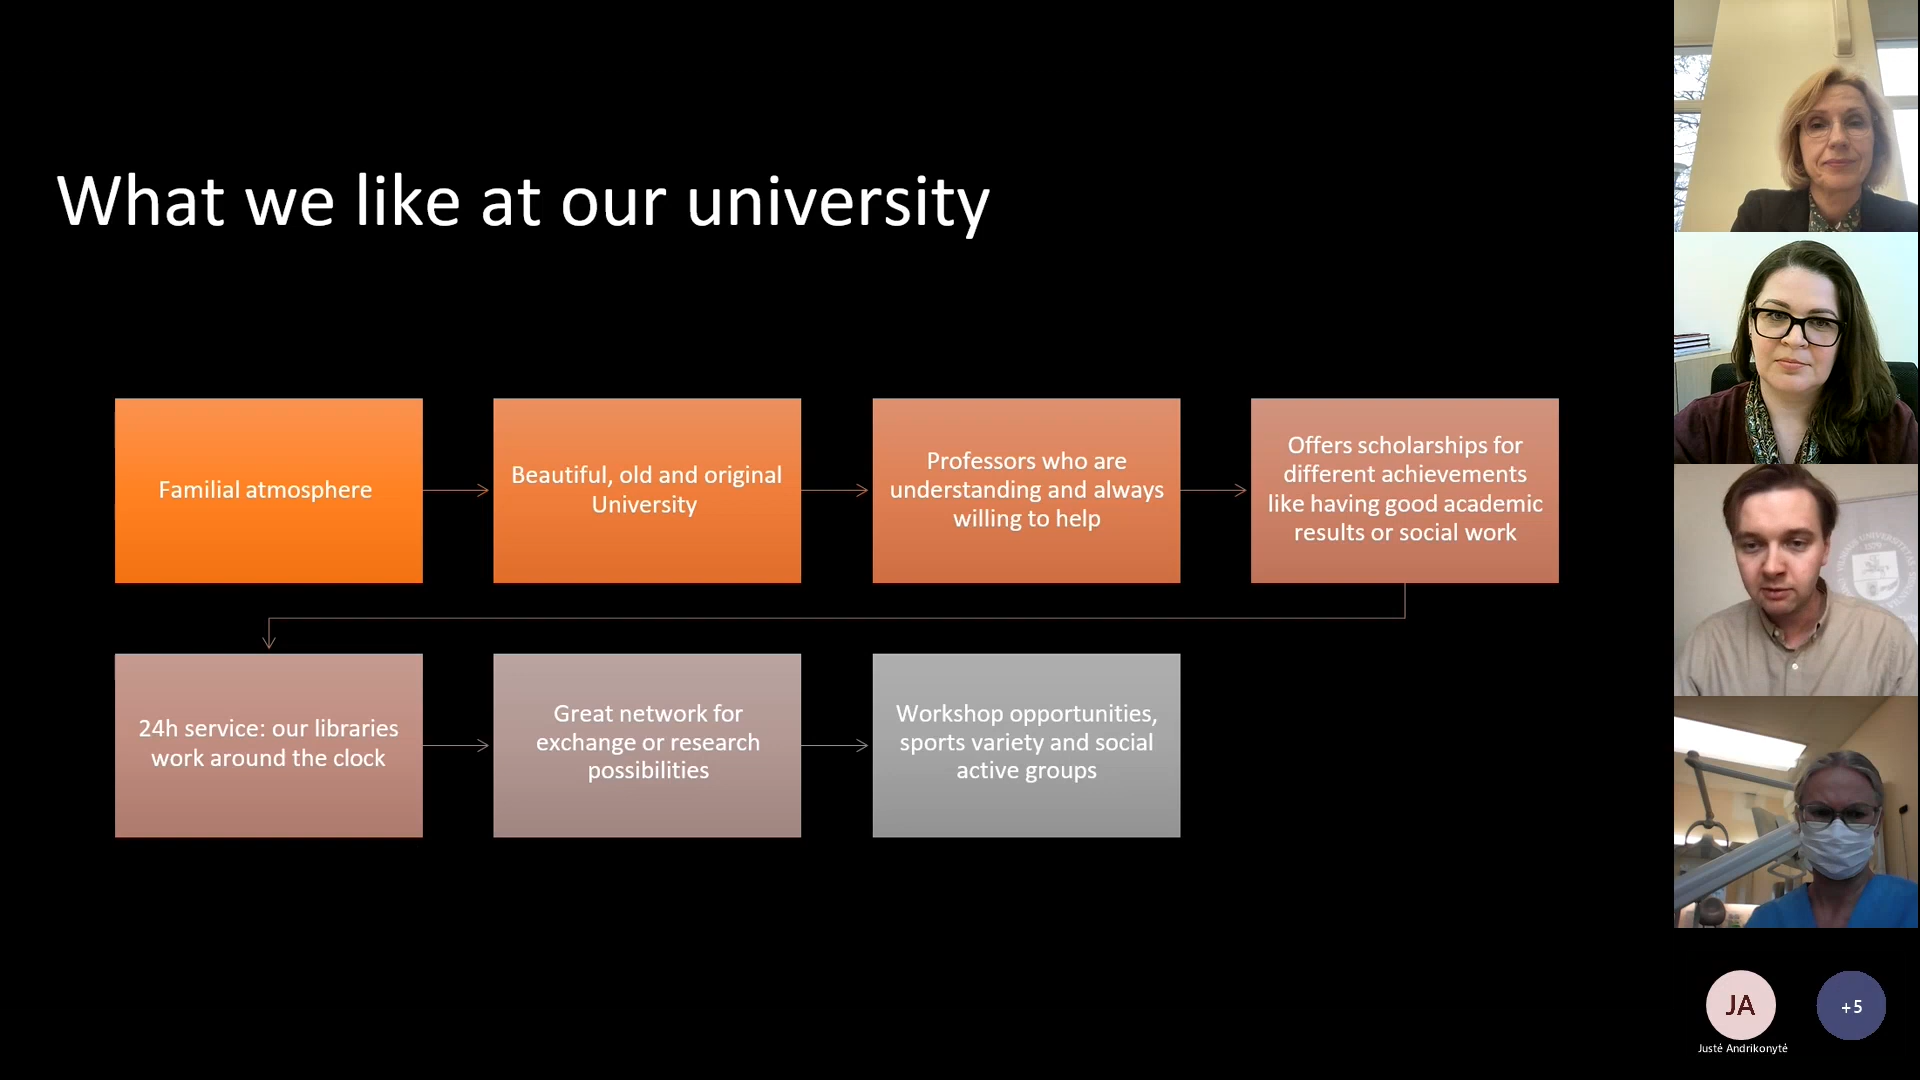 What we like at our university
Familial atmosphere
Beautiful, old and original
University
Professors who are
understanding and always
willing to help
Offers scholarships for
different achievements
like having good academic
results or social work
24h service: our libraries
work around the clock
Great network for
exchange or research
possibilities
Workshop opportunities,
sports variety and social
active groups
JA
+5
Justė Andrikonytė